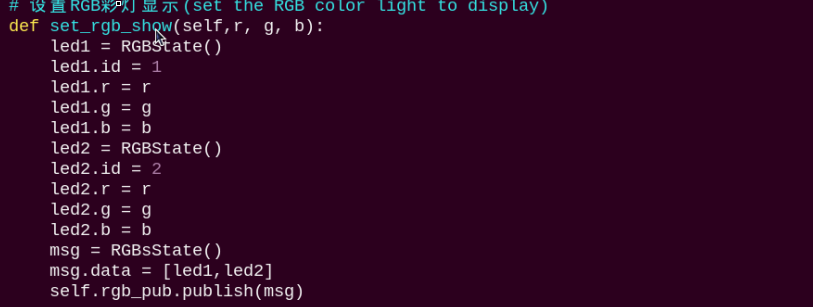 # 设置RGB彩灯显示(set the RGB color light to display)
def set_rgb_show(self,r, g, b):
    led1 = RGBState()
    led1.id = 1
    led1.r = r
    led1.g = g
    led1.b = b
    led2 = RGBState()
    led2.id = 2
    led2.r = r
    led2.g = g
    led2.b = b
    msg = RGBsState()
    msg.data = [led1,led2]
    self.rgb_pub.publish(msg)